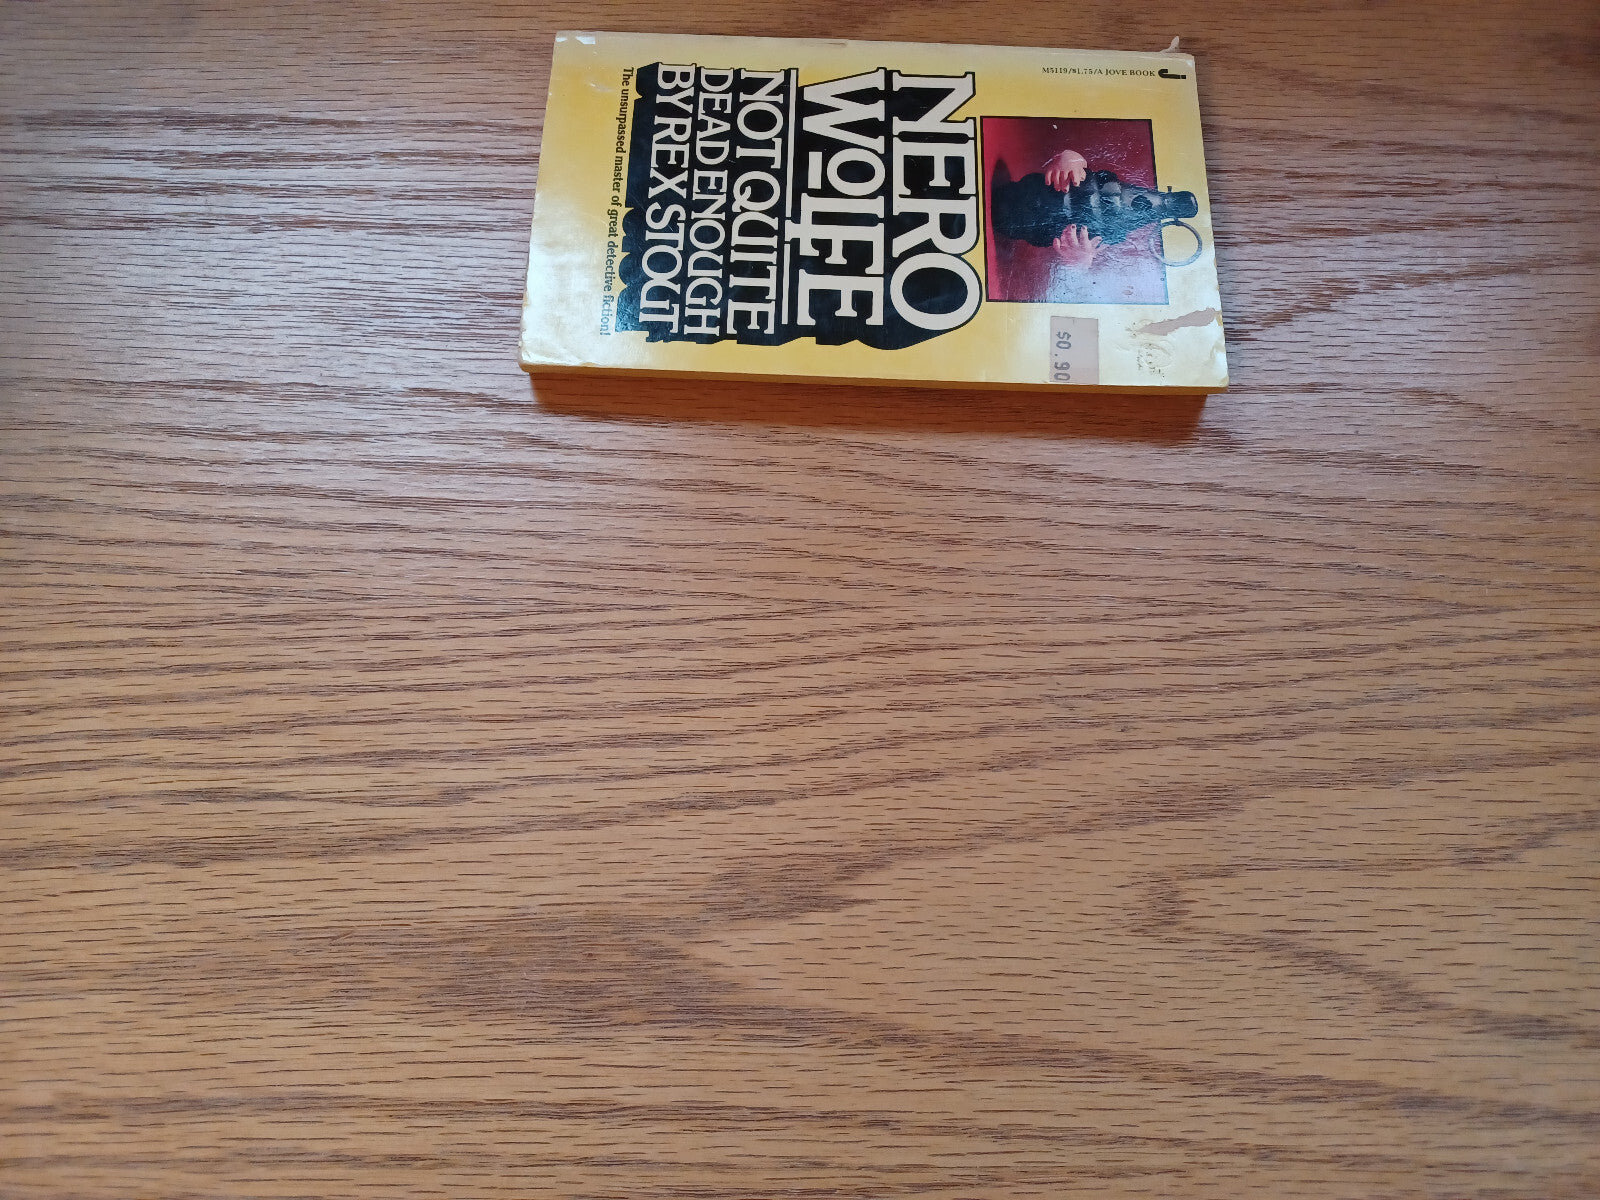 M5119/$1.75/A JOVE BOOK
NERO
WOLFE
NOT QUITE
DEAD ENOUGH
BY REX STOUT
The unsurpassed master of great detective fiction!
$0.90